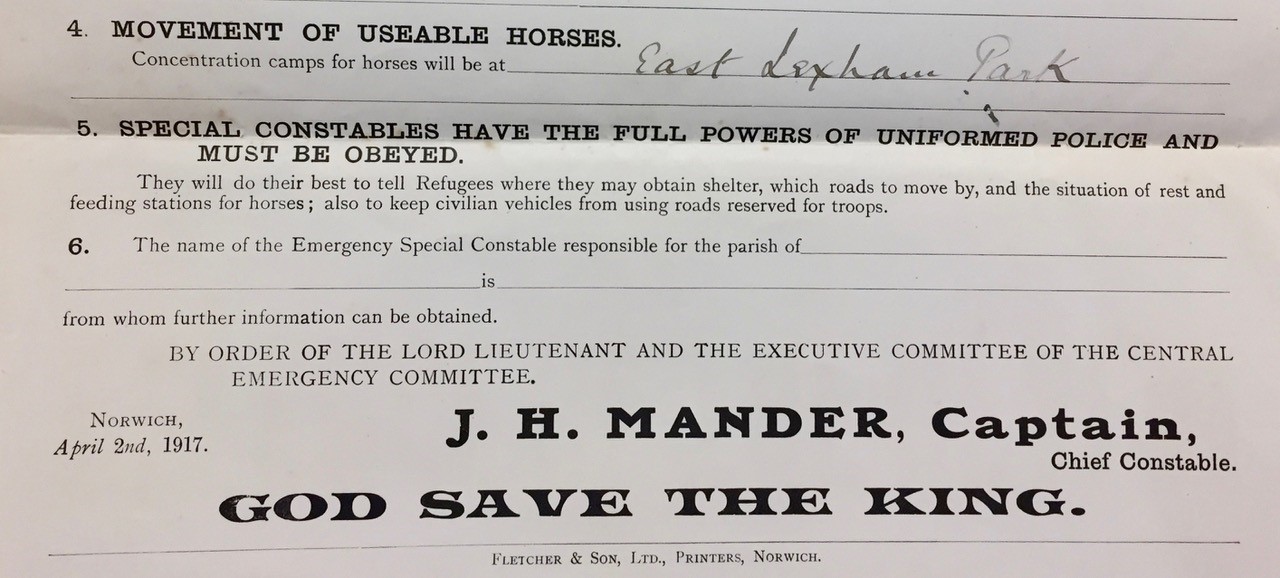 4. MOVEMENT OF USEABLE HORSES.
Concentration camps for horses will be at East Lexham Park
5. SPECIAL CONSTABLES HAVE THE FULL POWERS OF UNIFORMED POLICE AND
MUST BE OBEYED.
They will do their best to tell Refugees where they may obtain shelter, which roads to move by, and the situation of rest and
feeding stations for horses; also to keep civilian vehicles from using roads reserved for troops.
6. The name of the Emergency Special Constable responsible for the parish of
is
from whom further information can be obtained.
BY ORDER OF THE LORD LIEUTENANT AND THE EXECUTIVE COMMITTEE OF THE CENTRAL
EMERGENCY COMMITTEE.
NORWICH,
April 2nd, 1917.
J. H. MANDER, Captain,
Chief Constable.
GOD SAVE THE KING.
FLETCHER & SON, LTD., PRINTERS, NORWICH.